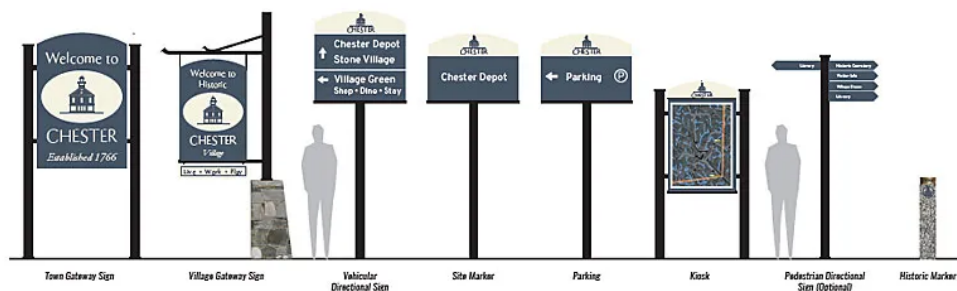 Welcome to
CHESTER
Established 1766
Welcome to
Historic
CHESTER
Village
Live • Work • Play
CHESTER
Chester Depot
Stone Village
Village Green
Shop • Dine • Stay
CHESTER
Chester Depot
CHESTER
Parking
P
CHESTER
Library
Historic Cemetery
Visitor Info
Village Green
Library
Town Gateway Sign
Village Gateway Sign
Vehicular
Directional Sign
Site Marker
Parking
Kiosk
Pedestrian Directional
Sign (Optional)
Historic Marker